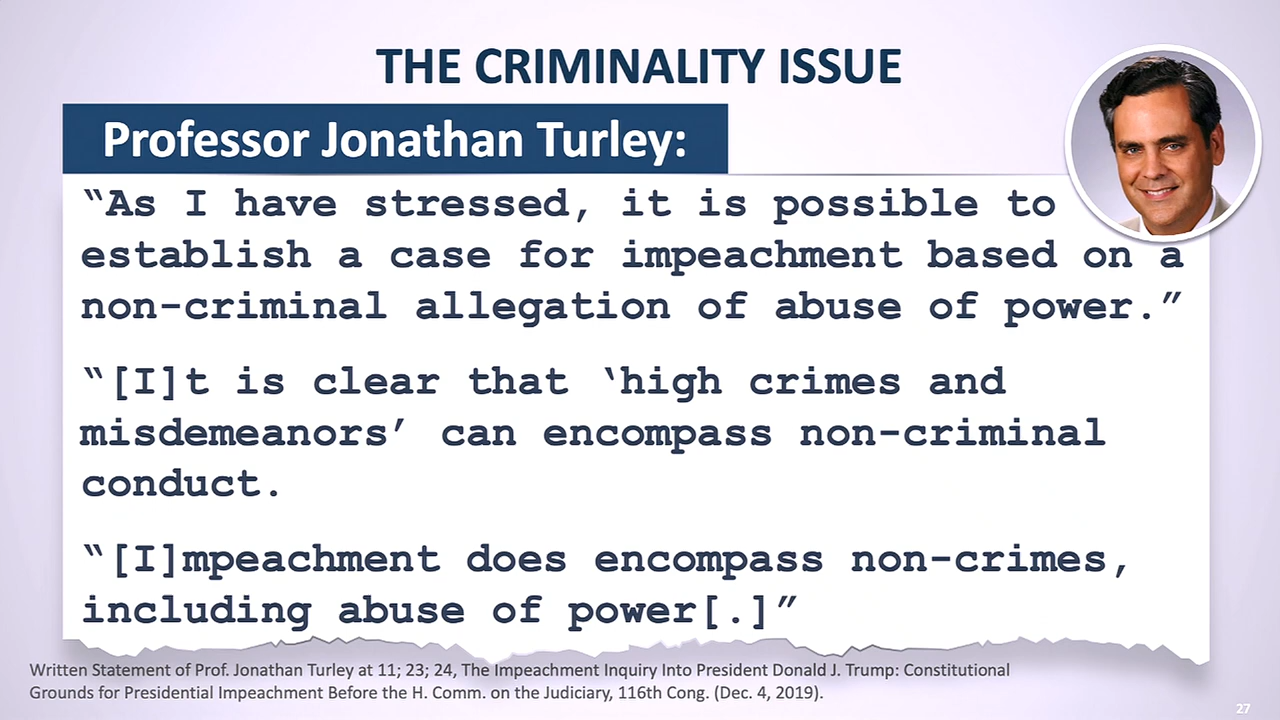 THE CRIMINALITY ISSUE
Professor Jonathan Turley:
“As I have stressed, it is possible to
establish a case for impeachment based on a
non-criminal allegation of abuse of power.”
“[I]t is clear that ‘high crimes and
misdemeanors’ can encompass non-criminal
conduct.
“[I]mpeachment does encompass non-crimes,
including abuse of power[.]”
Written Statement of Prof. Jonathan Turley at 11; 23; 24, The Impeachment Inquiry Into President Donald J. Trump: Constitutional
Grounds for Presidential Impeachment Before the H. Comm. on the Judiciary, 116th Cong. (Dec. 4, 2019).
27